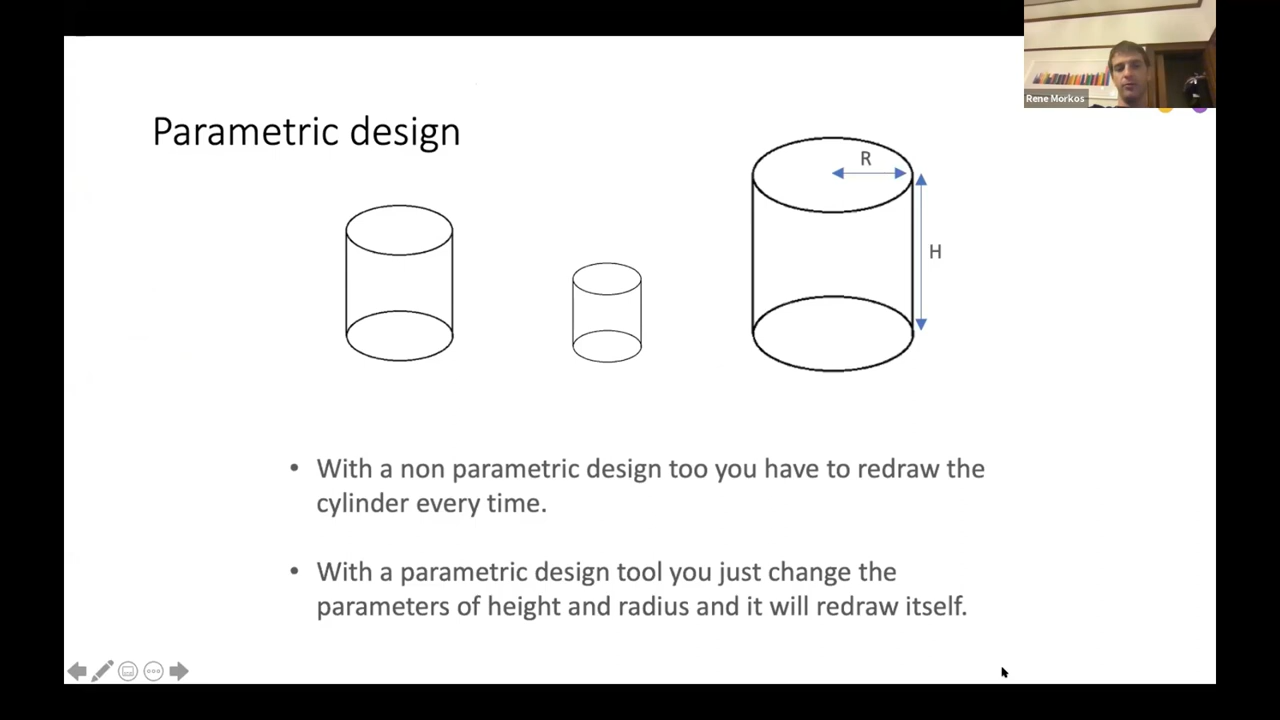 Rene Morkos
Parametric design
R
H
• With a non parametric design too you have to redraw the
cylinder every time.
• With a parametric design tool you just change the
parameters of height and radius and it will redraw itself.